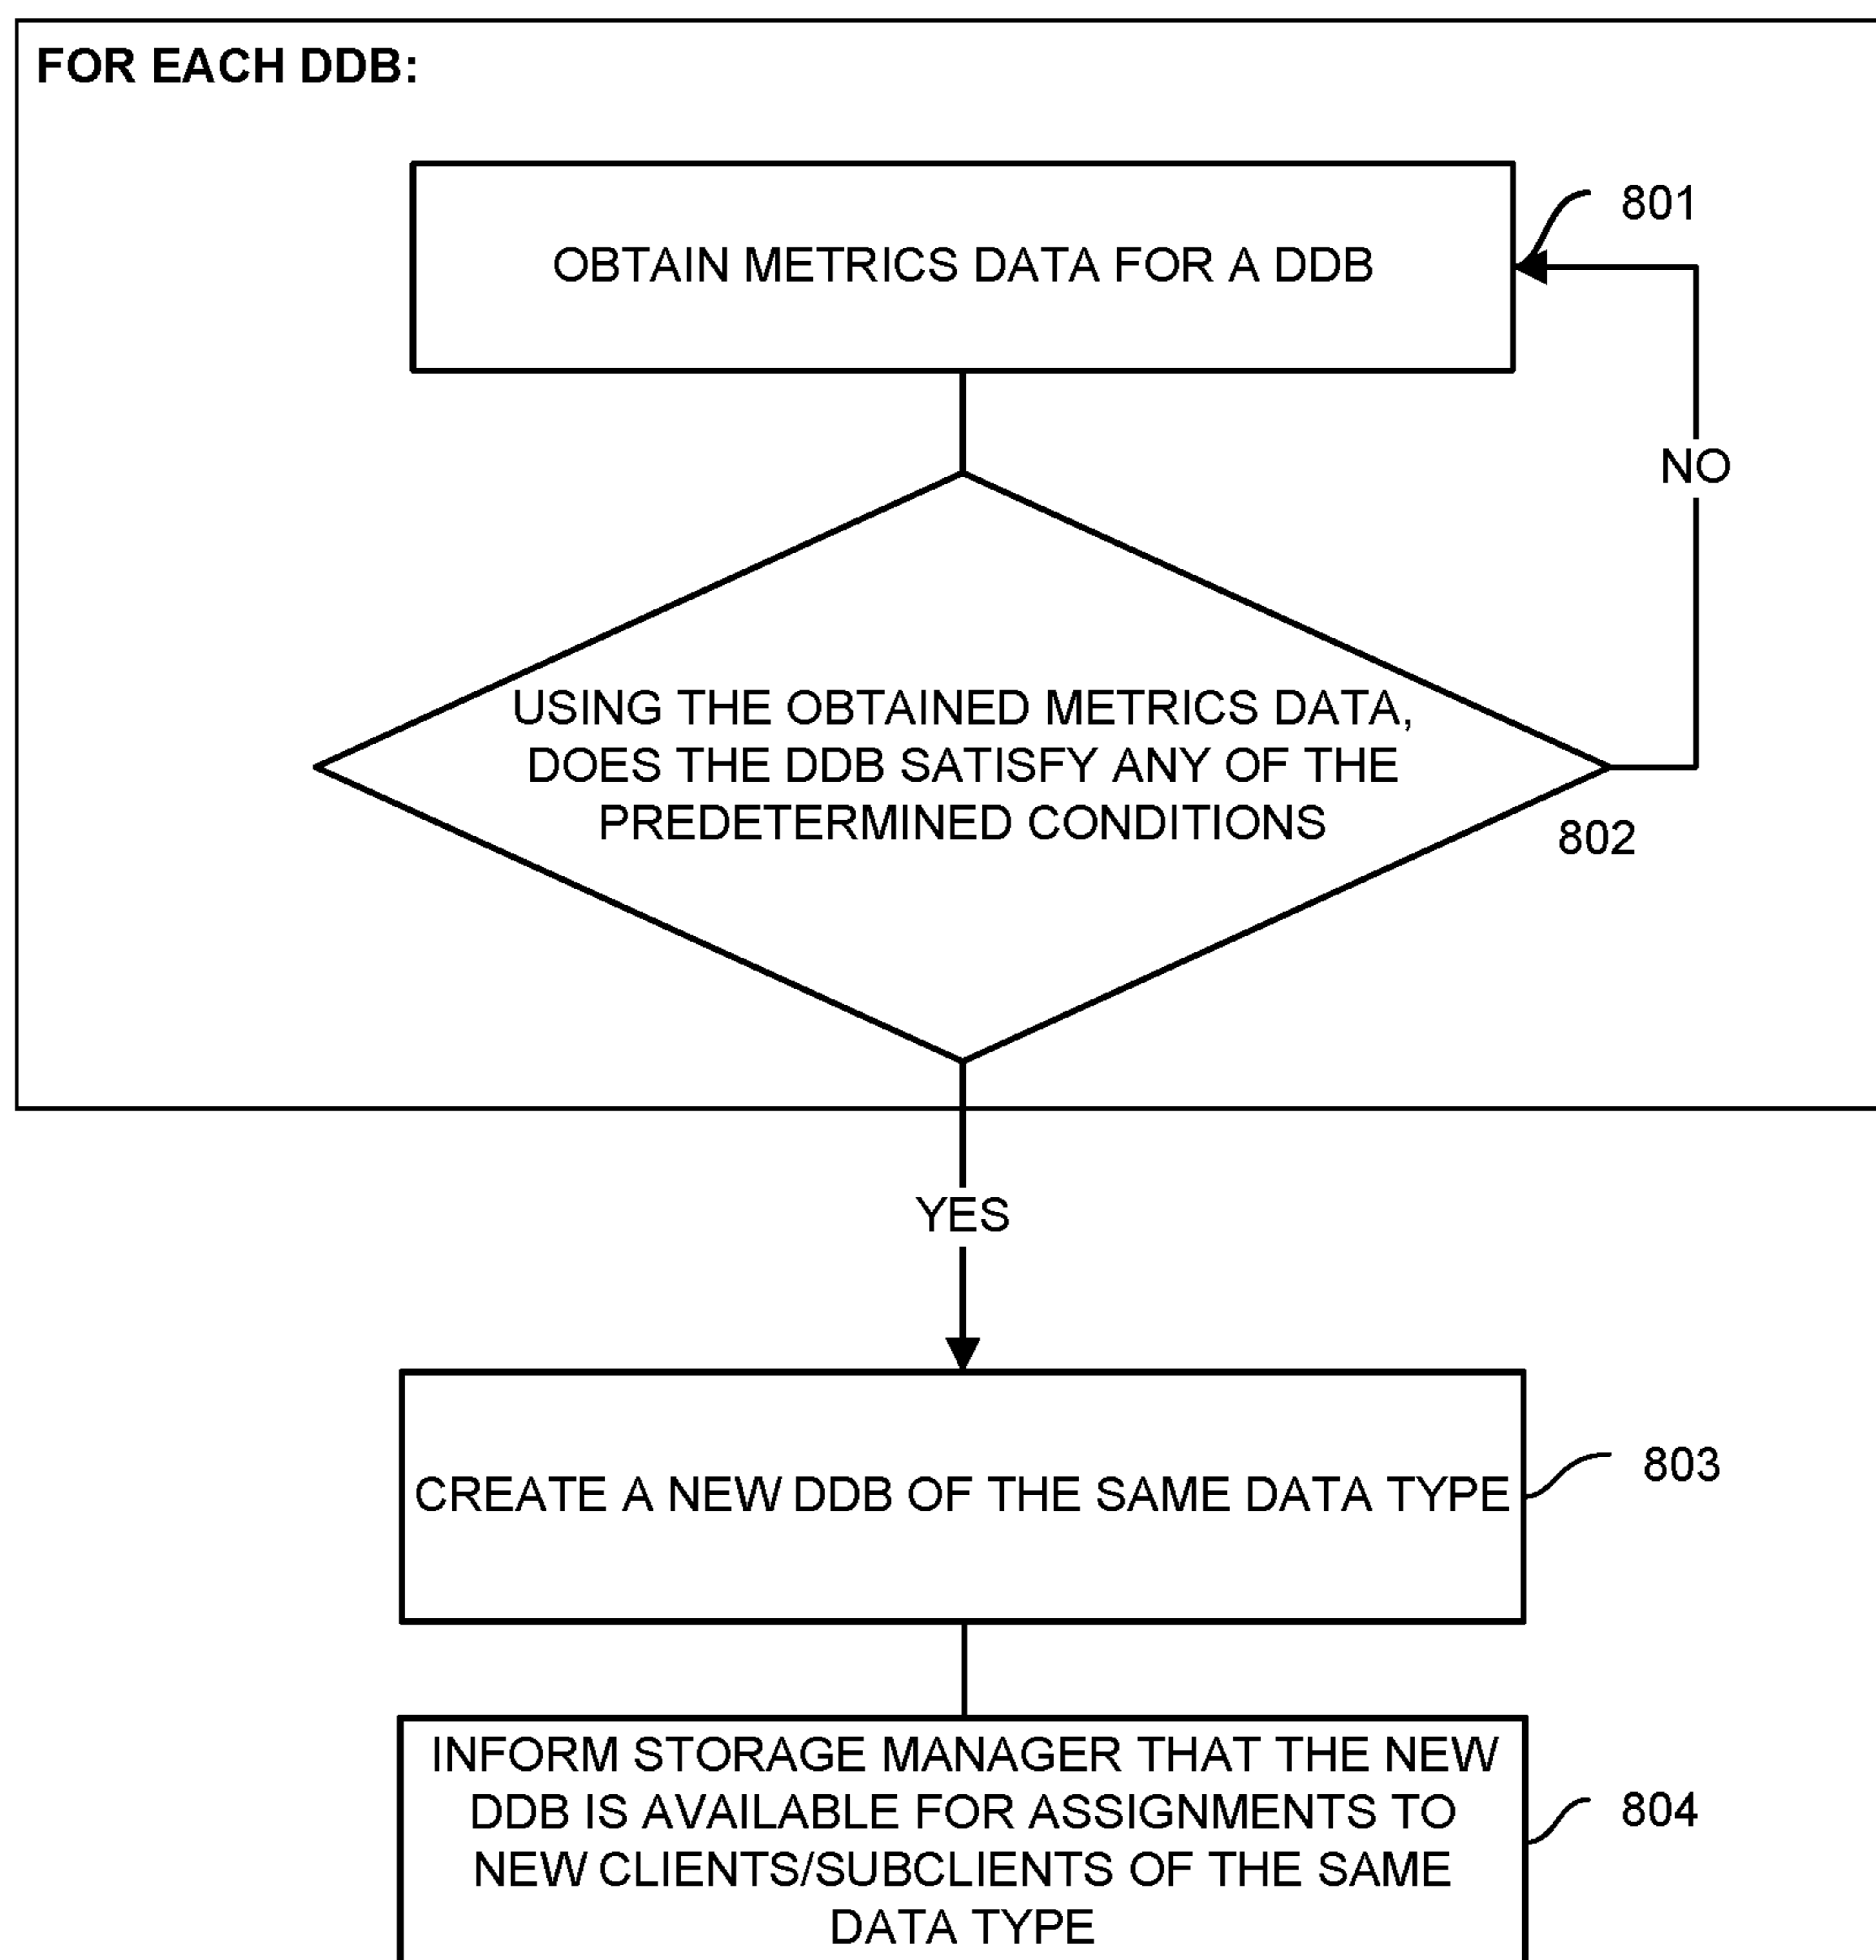 FOR EACH DDB:
801
OBTAIN METRICS DATA FOR A DDB
NO
USING THE OBTAINED METRICS DATA,
DOES THE DDB SATISFY ANY OF THE
PREDETERMINED CONDITIONS
802
YES
803
CREATE A NEW DDB OF THE SAME DATA TYPE
INFORM STORAGE MANAGER THAT THE NEW
DDB IS AVAILABLE FOR ASSIGNMENTS TO
804
NEW CLIENTS/SUBCLIENTS OF THE SAME
DATA TYPE